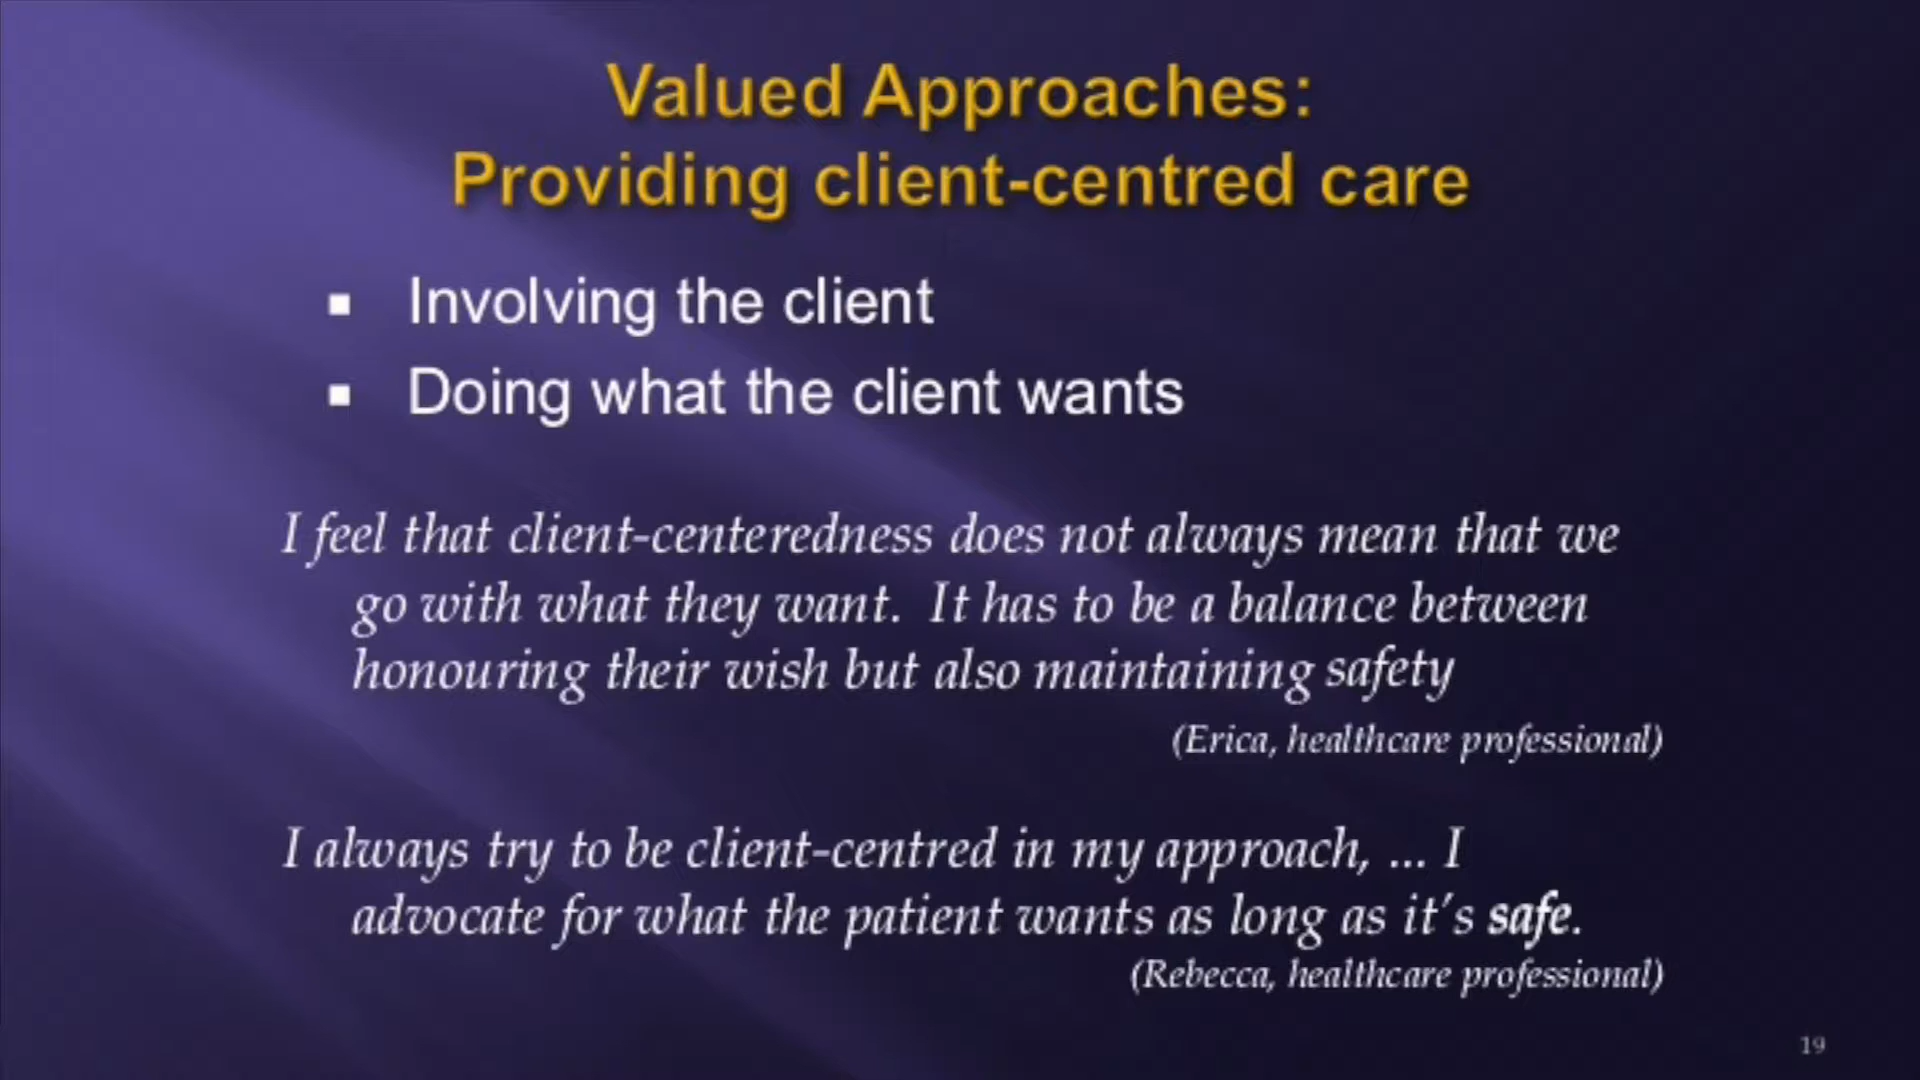 Valued Approaches:
Providing client-centred care
▪ Involving the client
▪ Doing what the client wants
I feel that client-centeredness does not always mean that we
go with what they want. It has to be a balance between
honouring their wish but also maintaining safety
(Erica, healthcare professional)
I always try to be client-centred in my approach, ... I
advocate for what the patient wants as long as it's safe.
(Rebecca, healthcare professional)
19